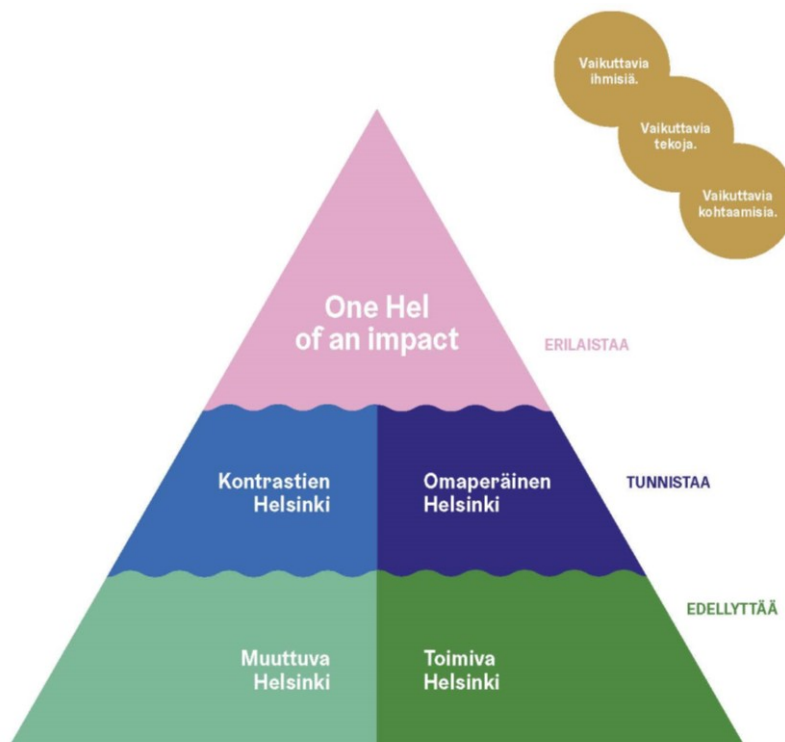 Vaikuttavia
ihmisiä.
Vaikuttavia
tekoja.
Vaikuttavia
kohtaamisia.
One Hel
of an impact
ERILAISTAA
Kontrastien
Helsinki
Omaperäinen
Helsinki
TUNNISTAA
EDELLYTTÄÄ
Muuttuva
Helsinki
Toimiva
Helsinki